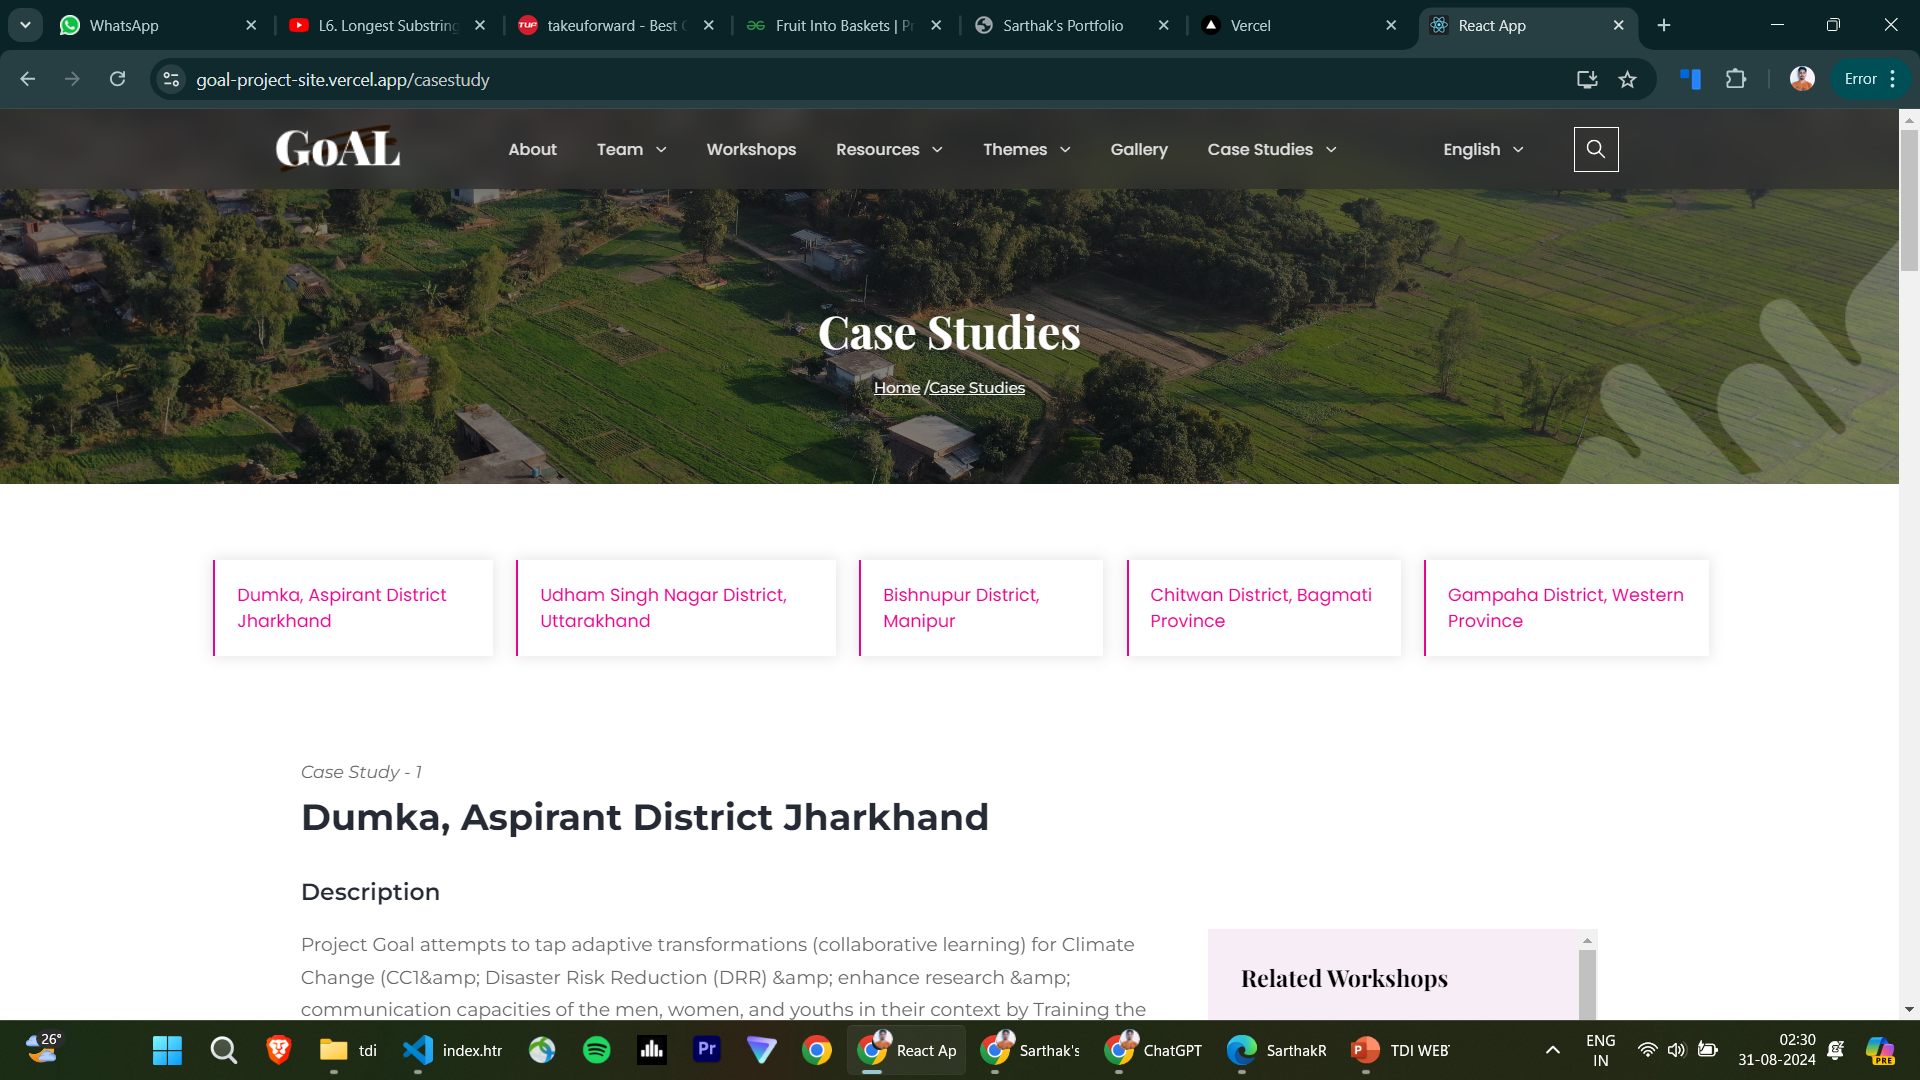 WhatsApp
L6. Longest Substring
takeuforward - Best
Fruit Into Baskets | Pr
Sarthak's Portfolio
Vercel
React App
goal-project-site.vercel.app/casestudy
Error
GoAL
About
Team
Workshops
Resources
Themes
Gallery
Case Studies
English
Case Studies
Home /Case Studies
Dumka, Aspirant District
Jharkhand
Udham Singh Nagar District,
Uttarakhand
Bishnupur District,
Manipur
Chitwan District, Bagmati
Province
Gampaha District, Western
Province
Case Study - 1
Dumka, Aspirant District Jharkhand
Description
Project Goal attempts to tap adaptive transformations (collaborative learning) for Climate
Change (CC1&amp; Disaster Risk Reduction (DRR) &amp; enhance research &amp;
communication capacities of the men, women, and youths in their context by Training the
Related Workshops
26°
tdi
index.htr
Pr
React Ap
Sarthak's
ChatGPT
SarthakR
TDI WEB
ENG
IN
02:30
31-08-2024
PRE